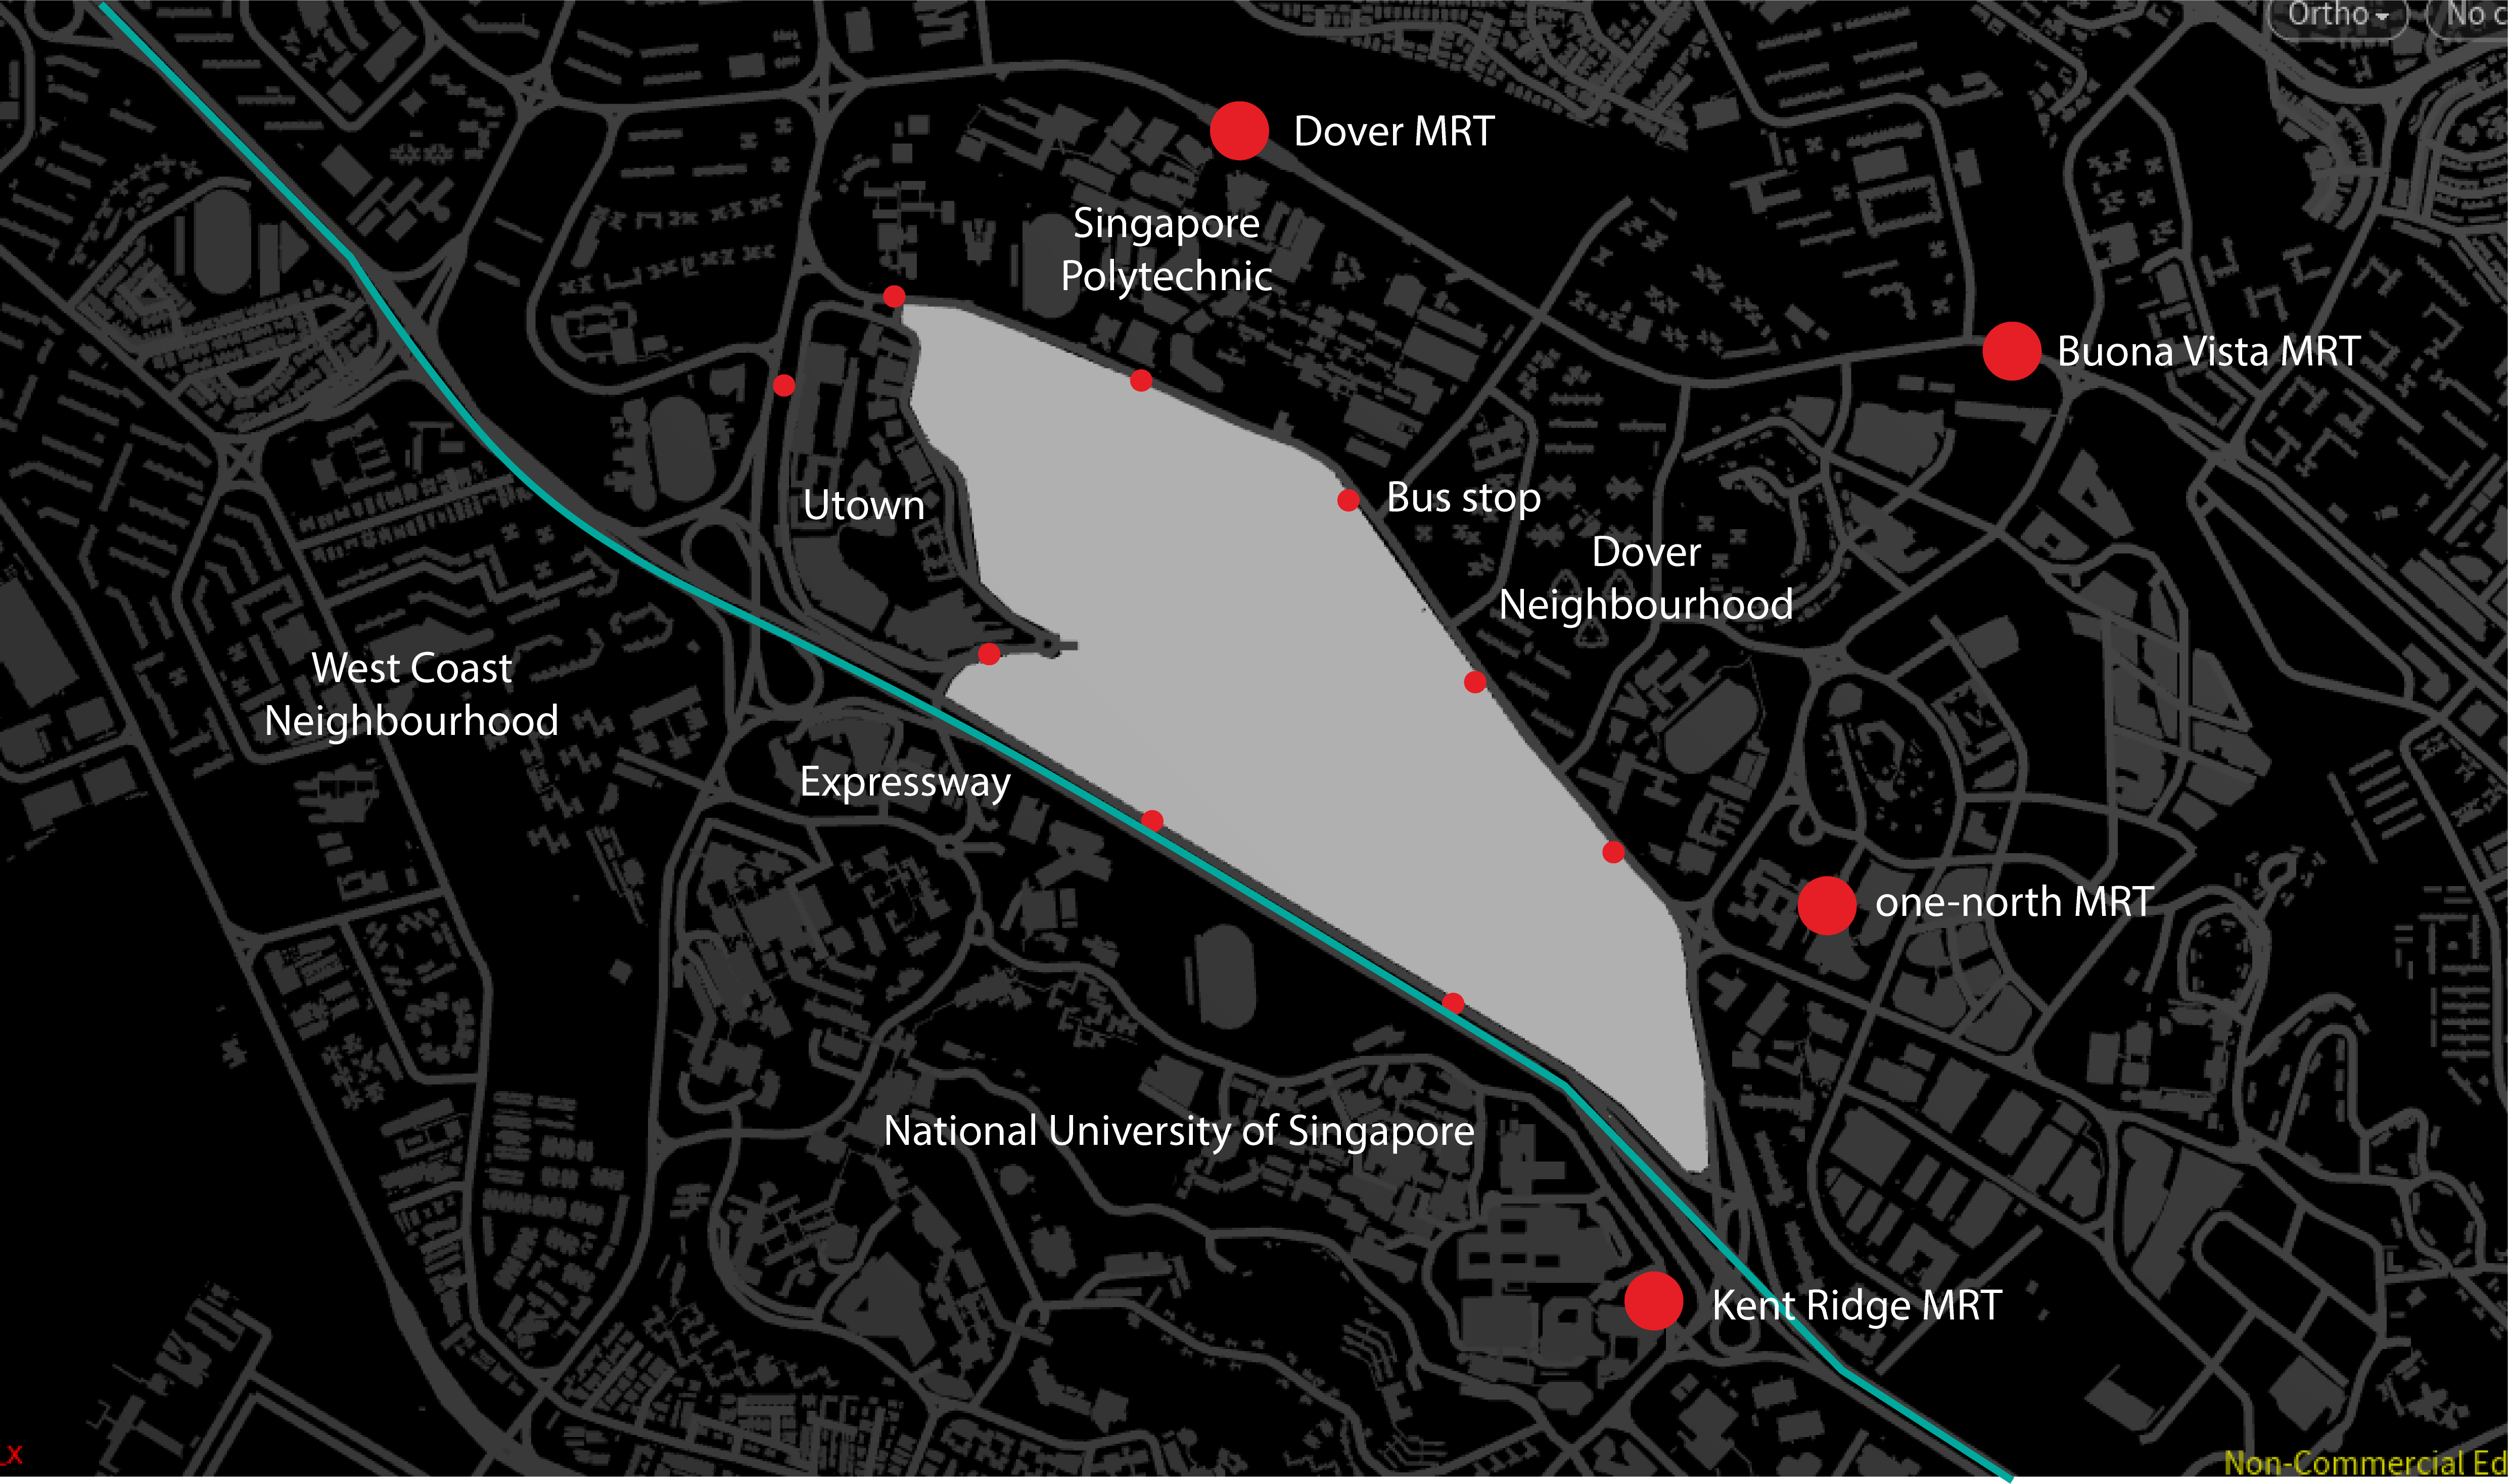 Ortho
No c
Dover MRT
Singapore
Polytechnic
Buona Vista MRT
Utown
Bus stop
Dover
Neighbourhood
West Coast
Neighbourhood
Expressway
one-north MRT
National University of Singapore
Kent Ridge MRT
x
Non-Commercial Ed